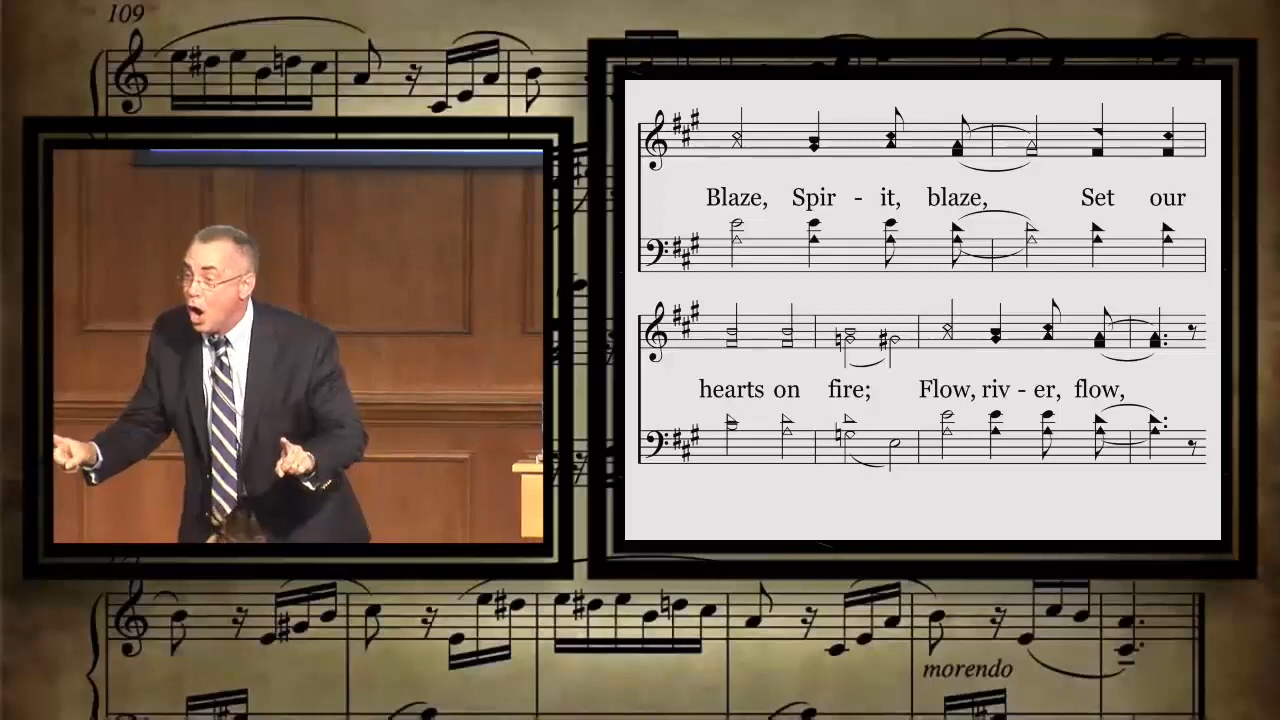 109
Blaze, Spir - it, blaze, Set our
hearts on fire; Flow, riv - er, flow,
morendo